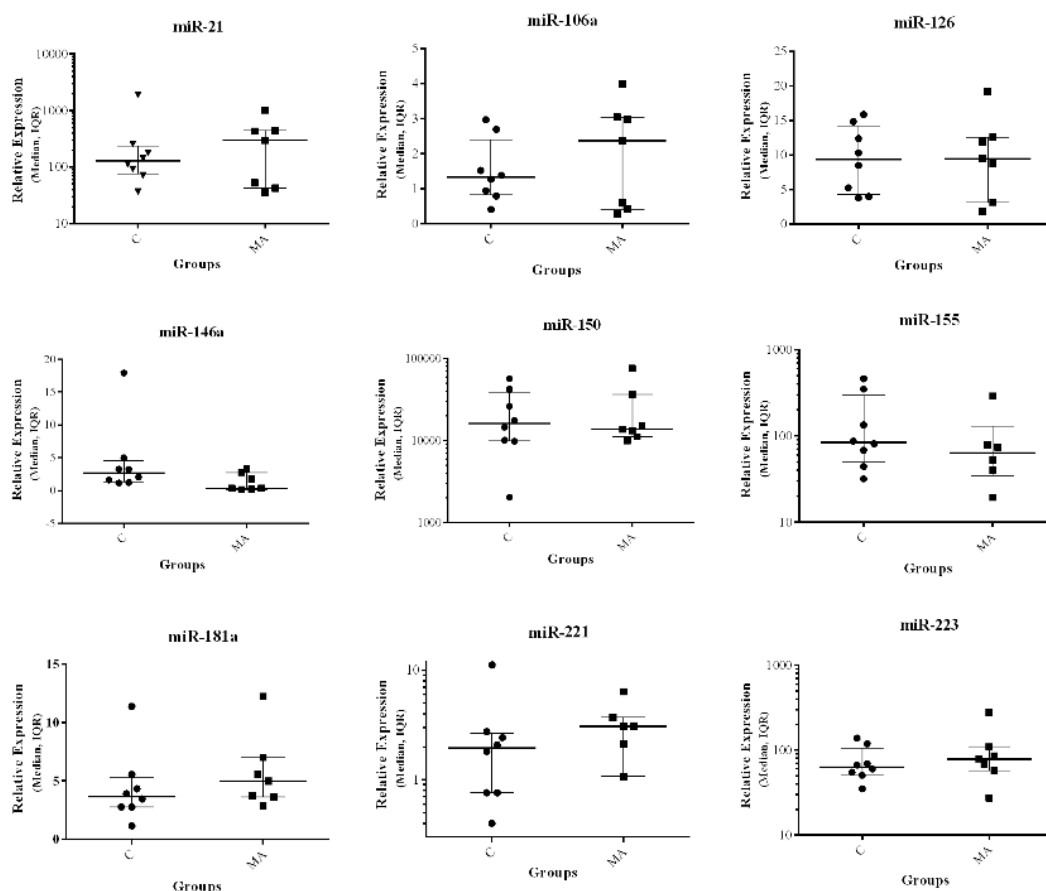 miR-21
Relative Expression
(Median, IQR)
10000
1000
100
10
C
MA
Groups
miR-106a
Relative Expression
(Median, IQR)
5
4
3
2
1
0
C
MA
Groups
miR-126
Relative Expression
(Median, IQR)
25
20
15
10
5
0
C
MA
Groups
miR-146a
Relative Expression
(Median, IQR)
20
15
10
5
0
-5
C
MA
Groups
miR-150
Relative Expression
(Median, IQR)
100000
10000
1000
C
MA
Groups
miR-155
Relative Expression
(Median, IQR)
1000
100
10
C
MA
Groups
miR-181a
Relative Expression
(Median, IQR)
15
10
5
0
C
MA
Groups
miR-221
Relative Expression
(Median, IQR)
10
1
C
MA
Groups
miR-223
Relative Expression
(Median, IQR)
1000
100
10
C
MA
Groups